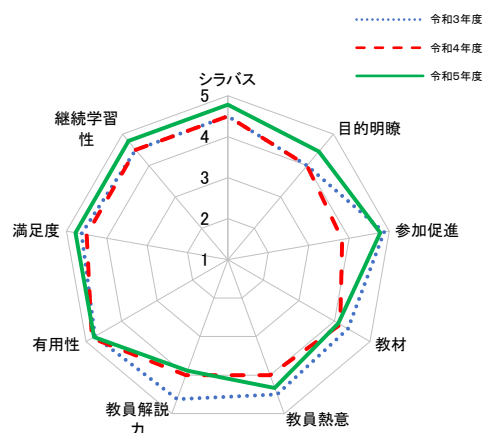 令和3年度
令和4年度
令和5年度
シラバス
5
継続学習
性
目的明瞭
4
3
満足度
2
参加促進
1
有用性
教材
教員解説
力
教員熱意